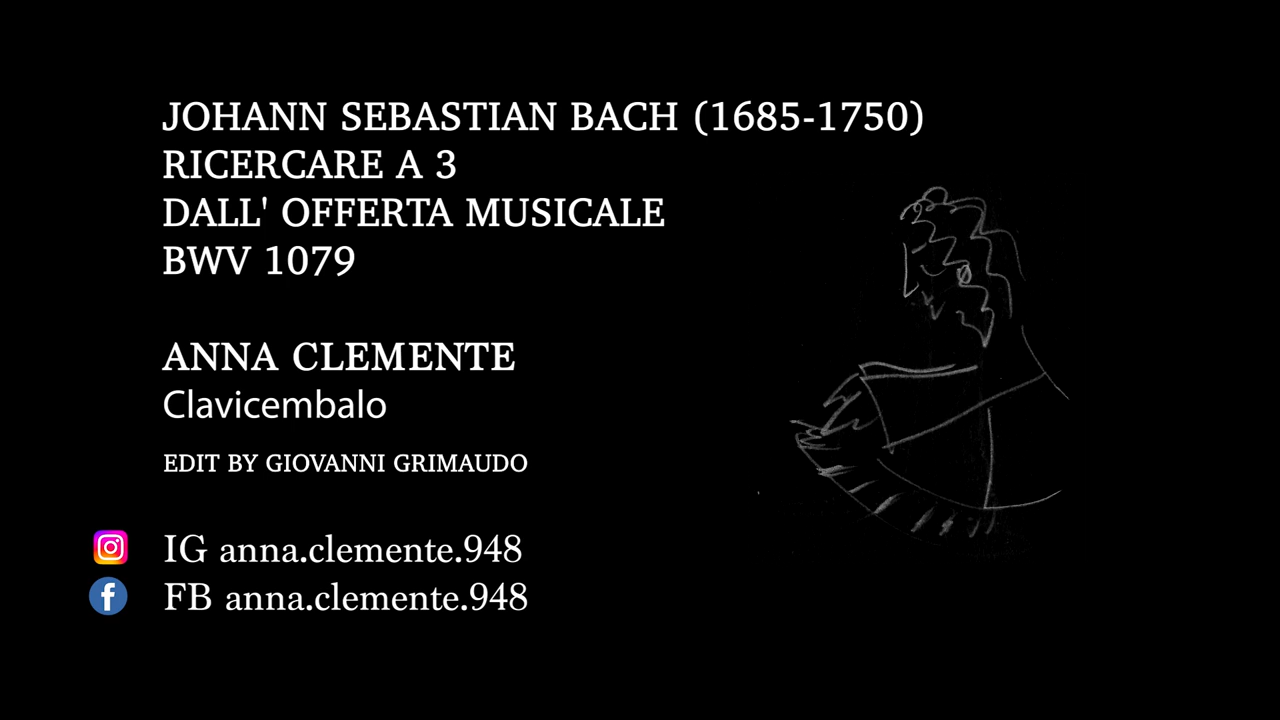 JOHANN SEBASTIAN BACH (1685-1750)
RICERCARE A 3
DALL' OFFERTA MUSICALE
BWV 1079
ANNA CLEMENTE
Clavicembalo
EDIT BY GIOVANNI GRIMAUDO
IG anna.clemente.948
FB anna.clemente.948